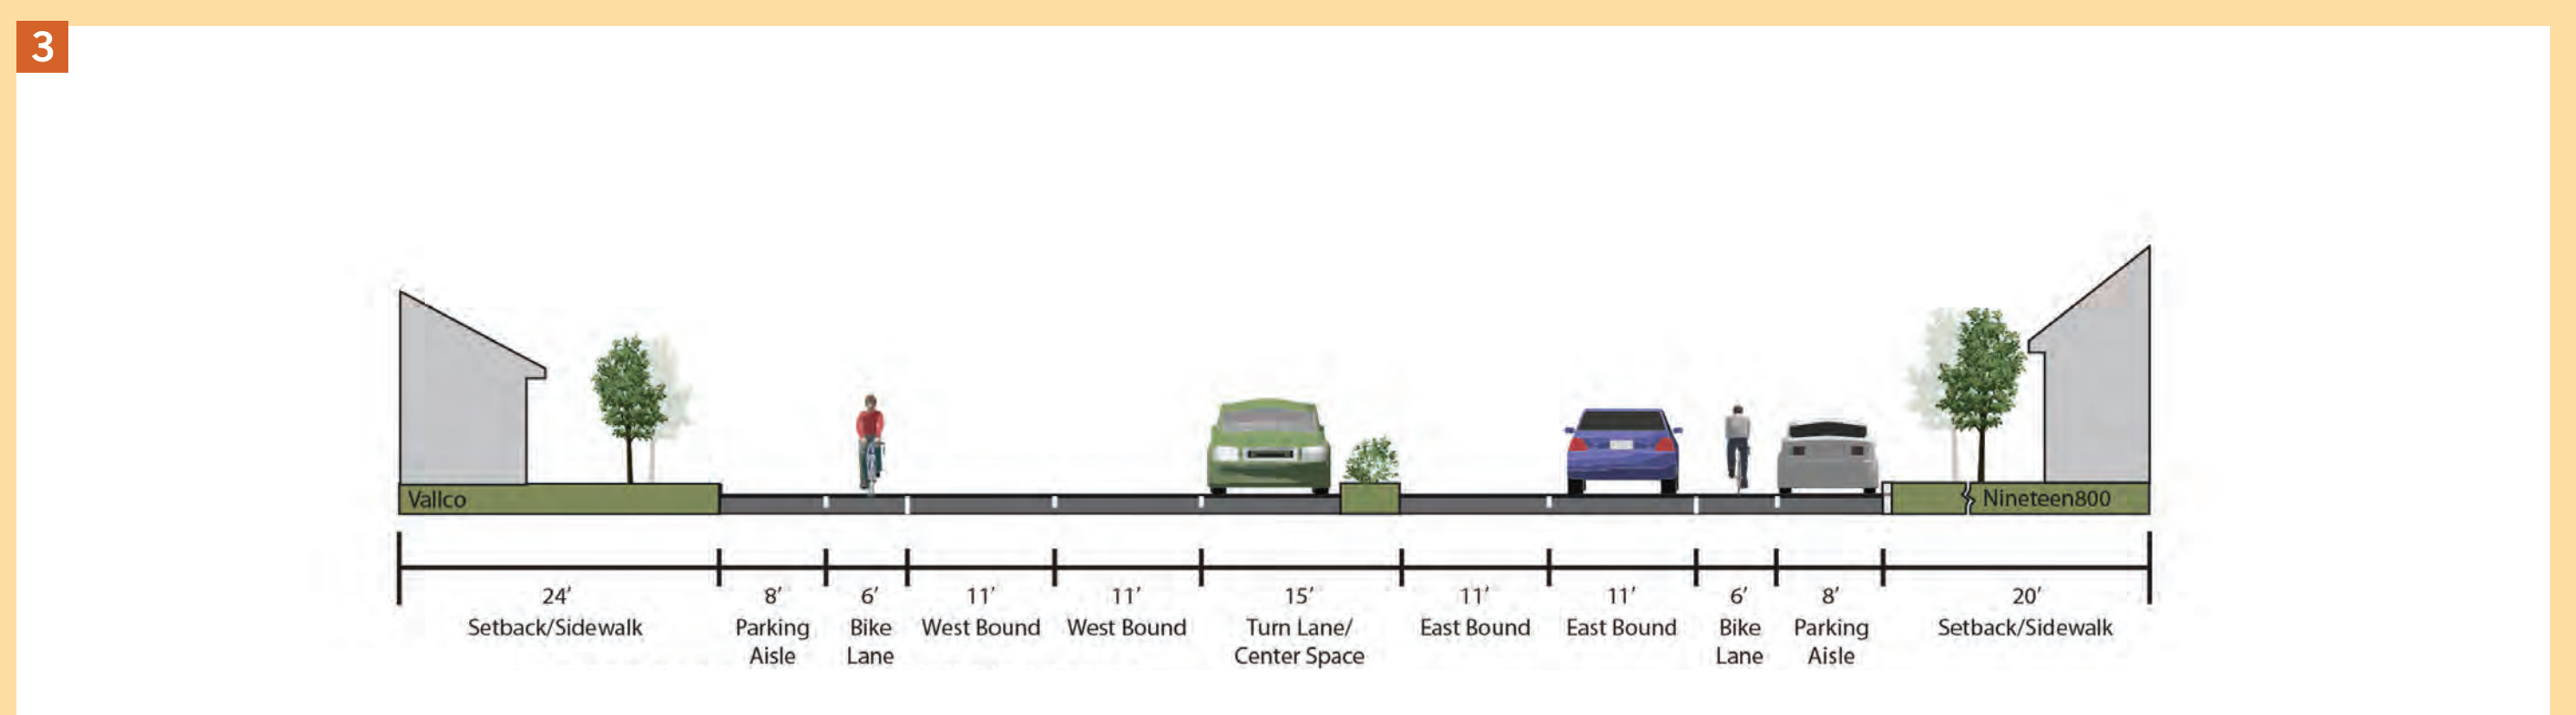 3
Vallco
Nineteen800
24′ 8′ 6′ 11′ 11′ 15′ 11′ 11′ 6′ 8′ 20′
Setback/Sidewalk Parking Bike West Bound West Bound Turn Lane/ East Bound East Bound Bike Parking Setback/Sidewalk
Aisle Lane Center Space Lane Aisle